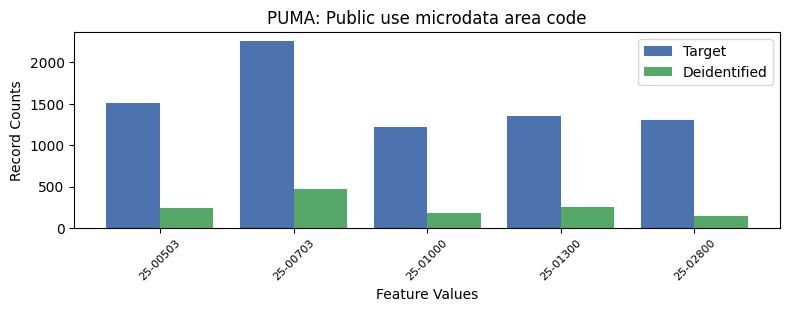 PUMA: Public use microdata area code
Target
Deidentified
Record Counts
2000
1500
1000
500
0
25-00503
25-00703
25-01000
25-01300
25-02800
Feature Values